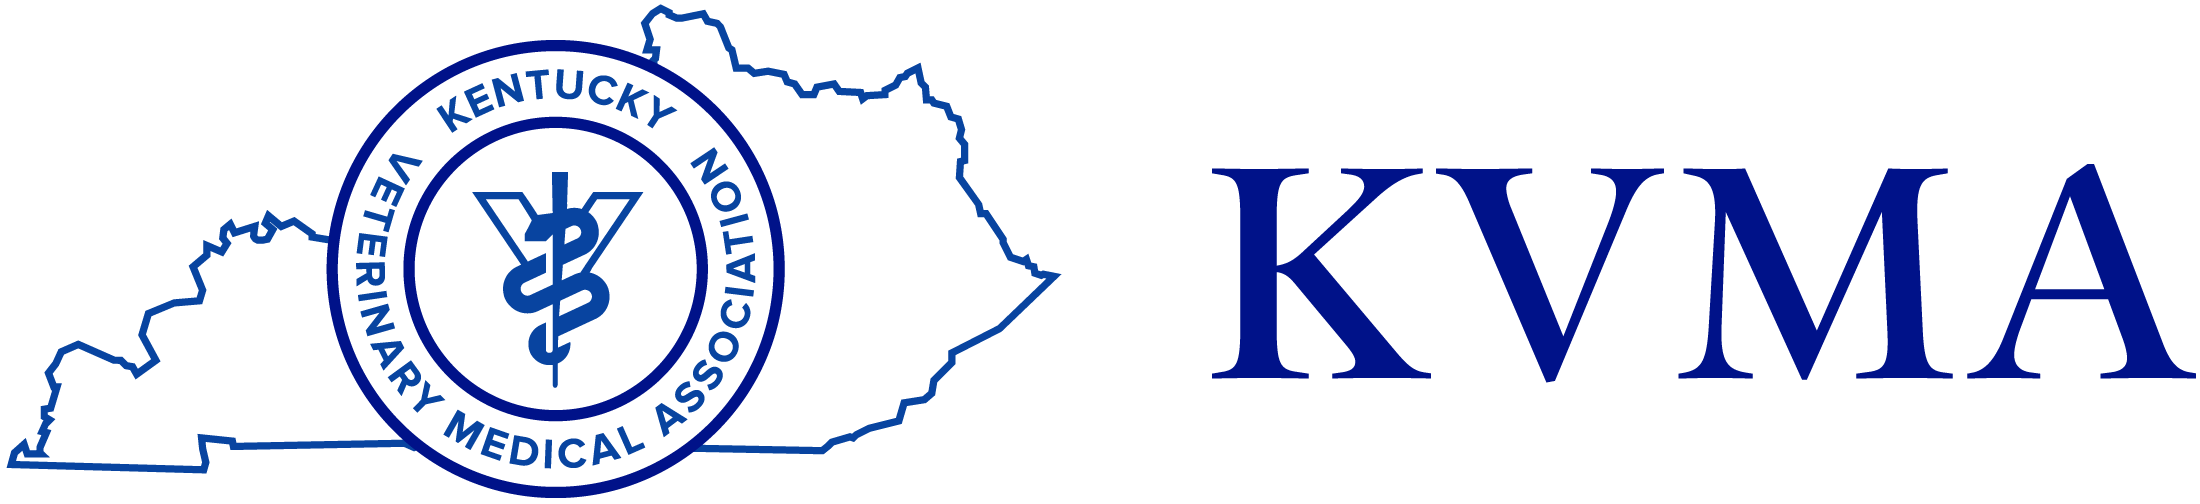 KENTUCKY
VETERINARY MEDICAL ASSOCIATION
KVMA